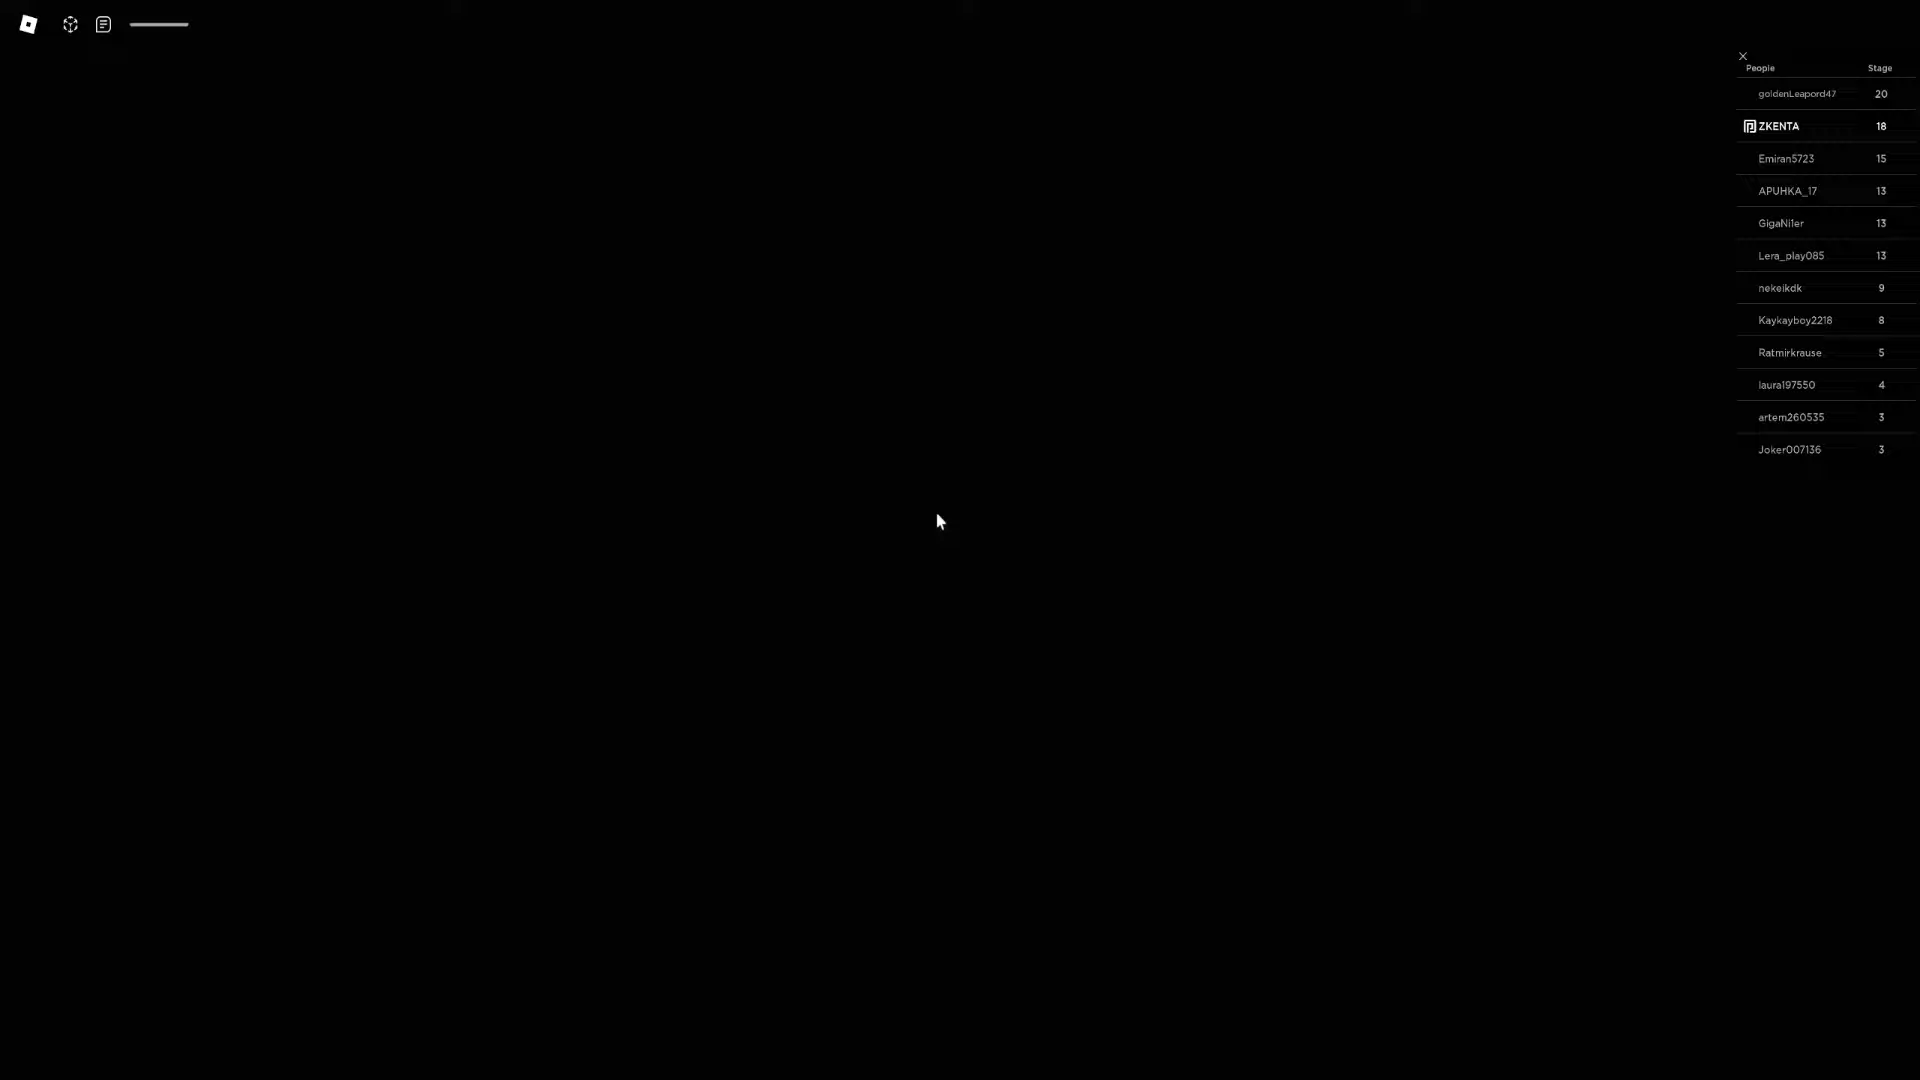 People Stage
goldenLeapord47 20
ZKENTA 18
Emiran5723 15
APUHKA_17 13
GigaNi1er 13
Lera_play085 13
nekeikdk 9
Kaykayboy2218 8
Ratmirkrause 5
laura197550 4
artem260535 3
Joker007136 3